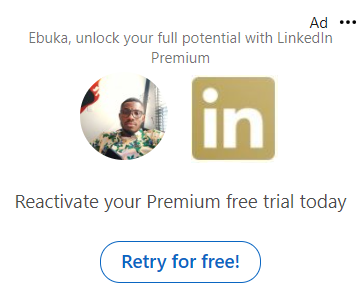 Ad
Ebuka, unlock your full potential with LinkedIn
Premium
in
Reactivate your Premium free trial today
Retry for free!